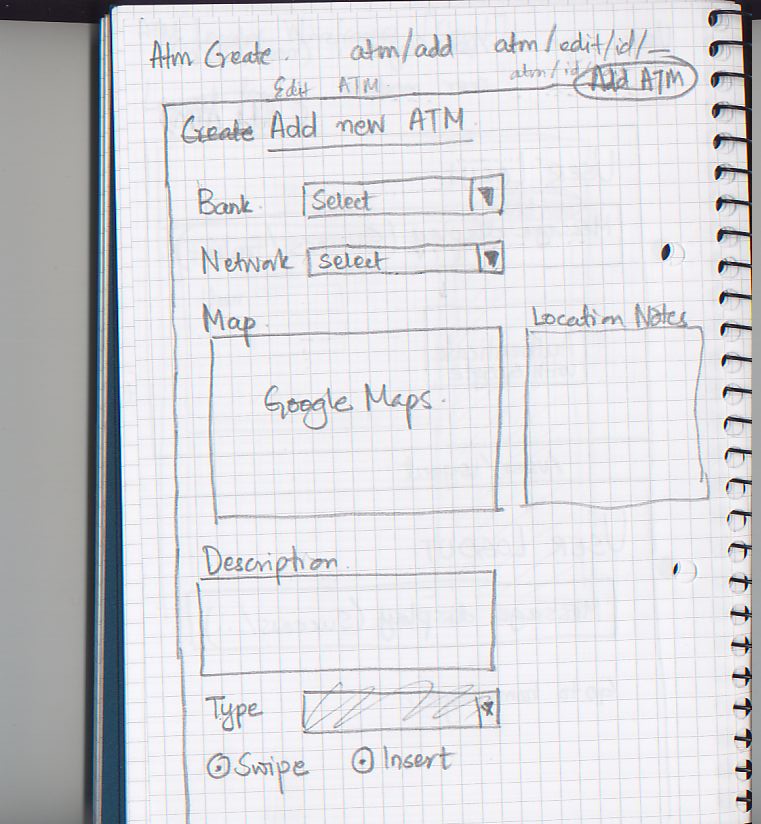 Atm Create. atm/add atm/edit/id/_
Edit ATM atm/id/ Add ATM
Create Add new ATM
Bank Select
Network Select
Map Location Notes
Google Maps
Description
Type
Swipe Insert